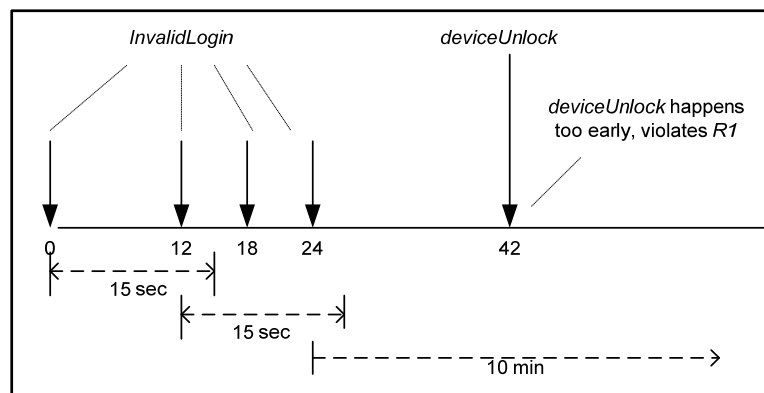 InvalidLogin
deviceUnlock
deviceUnlock happens
too early, violates R1
0
12
18
24
42
15 sec
15 sec
10 min